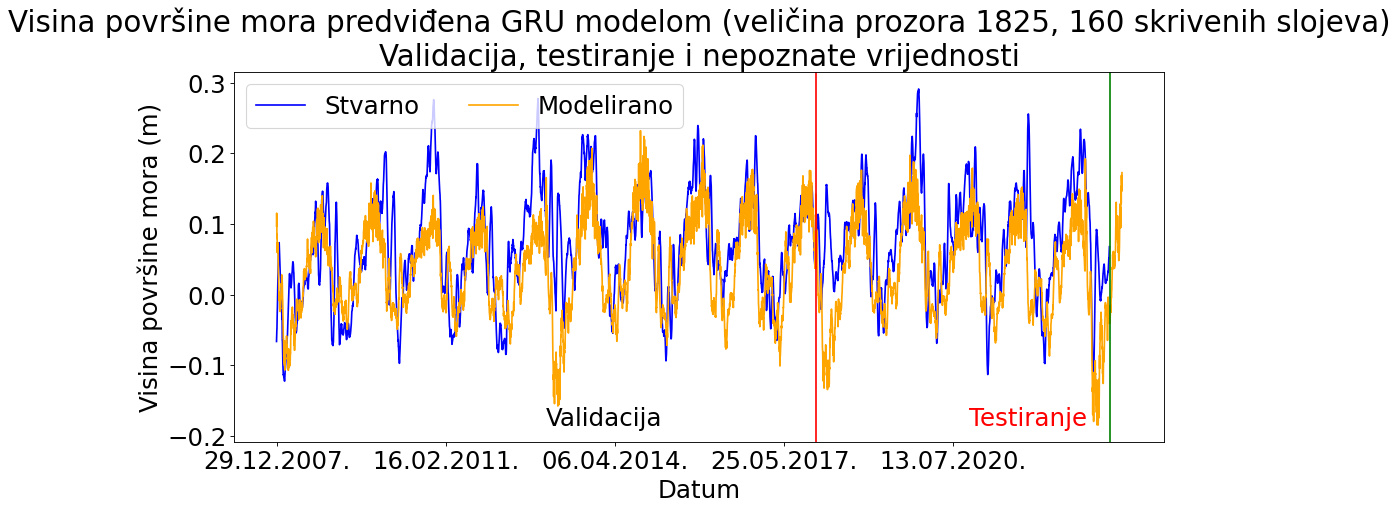 Visina površine mora predviđena GRU modelom (veličina prozora 1825, 160 skrivenih slojeva)
Validacija, testiranje i nepoznate vrijednosti
Stvarno
Modelirano
Visina površine mora (m)
0.3
0.2
0.1
0.0
−0.1
−0.2
Validacija
Testiranje
29.12.2007.
16.02.2011.
06.04.2014.
25.05.2017.
13.07.2020.
Datum